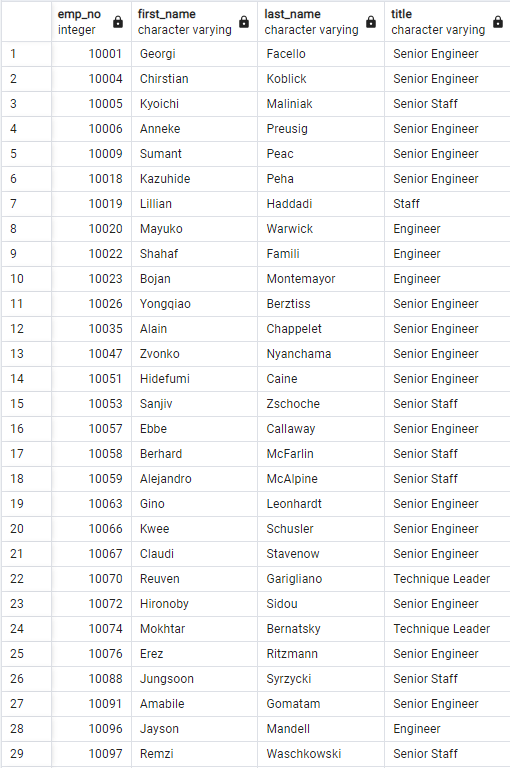 emp_no first_name last_name title
integer character varying character varying character varying
1 10001 Georgi Facello Senior Engineer
2 10004 Chirstian Koblick Senior Engineer
3 10005 Kyoichi Maliniak Senior Staff
4 10006 Anneke Preusig Senior Engineer
5 10009 Sumant Peac Senior Engineer
6 10018 Kazuhide Peha Senior Engineer
7 10019 Lillian Haddadi Staff
8 10020 Mayuko Warwick Engineer
9 10022 Shahaf Famili Engineer
10 10023 Bojan Montemayor Engineer
11 10026 Yongqiao Berztiss Senior Engineer
12 10035 Alain Chappelet Senior Engineer
13 10047 Zvonko Nyanchama Senior Engineer
14 10051 Hidefumi Caine Senior Engineer
15 10053 Sanjiv Zschoche Senior Staff
16 10057 Ebbe Callaway Senior Engineer
17 10058 Berhard McFarlin Senior Staff
18 10059 Alejandro McAlpine Senior Staff
19 10063 Gino Leonhardt Senior Engineer
20 10066 Kwee Schusler Senior Engineer
21 10067 Claudi Stavenow Senior Engineer
22 10070 Reuven Garigliano Technique Leader
23 10072 Hironoby Sidou Senior Engineer
24 10074 Mokhtar Bernatsky Technique Leader
25 10076 Erez Ritzmann Senior Engineer
26 10088 Jungsoon Syrzycki Senior Staff
27 10091 Amabile Gomatam Senior Engineer
28 10096 Jayson Mandell Engineer
29 10097 Remzi Waschkowski Senior Staff